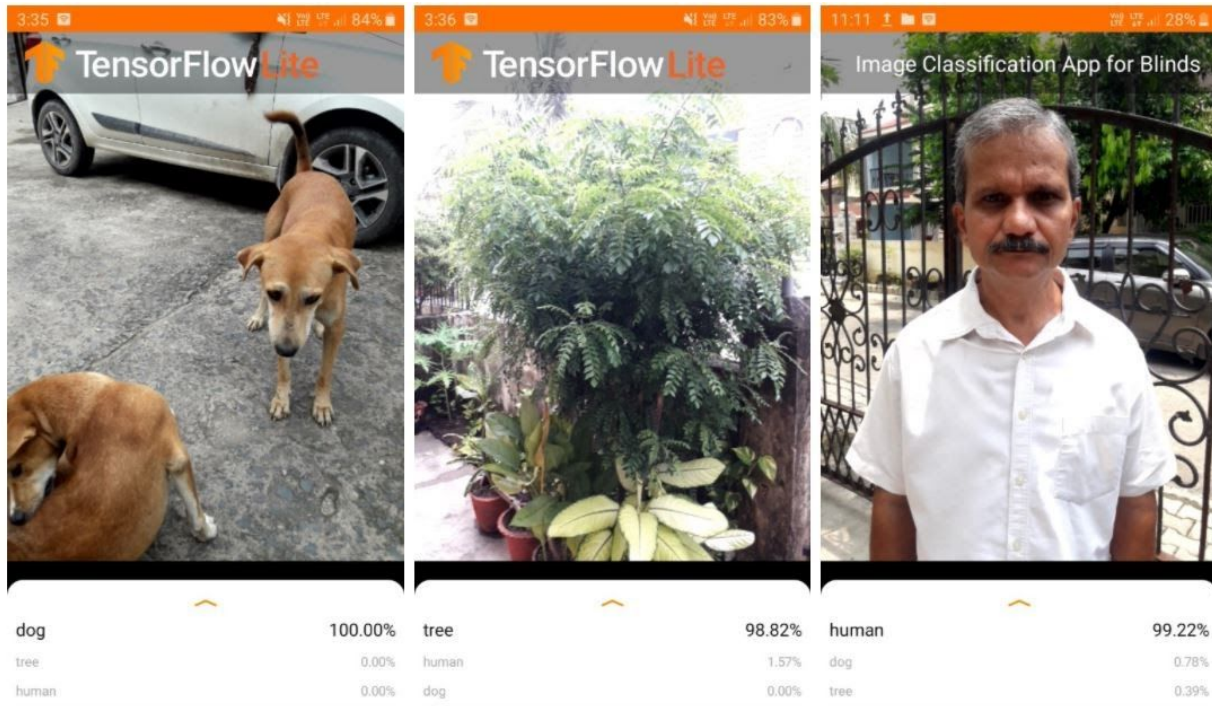 3:35 84%
TensorFlow Lite
dog 100.00%
tree 0.00%
human 0.00%
3:36 83%
TensorFlow Lite
tree 98.82%
human 1.57%
dog 0.00%
11:11 28%
Image Classification App for Blinds
human 99.22%
dog 0.78%
tree 0.39%